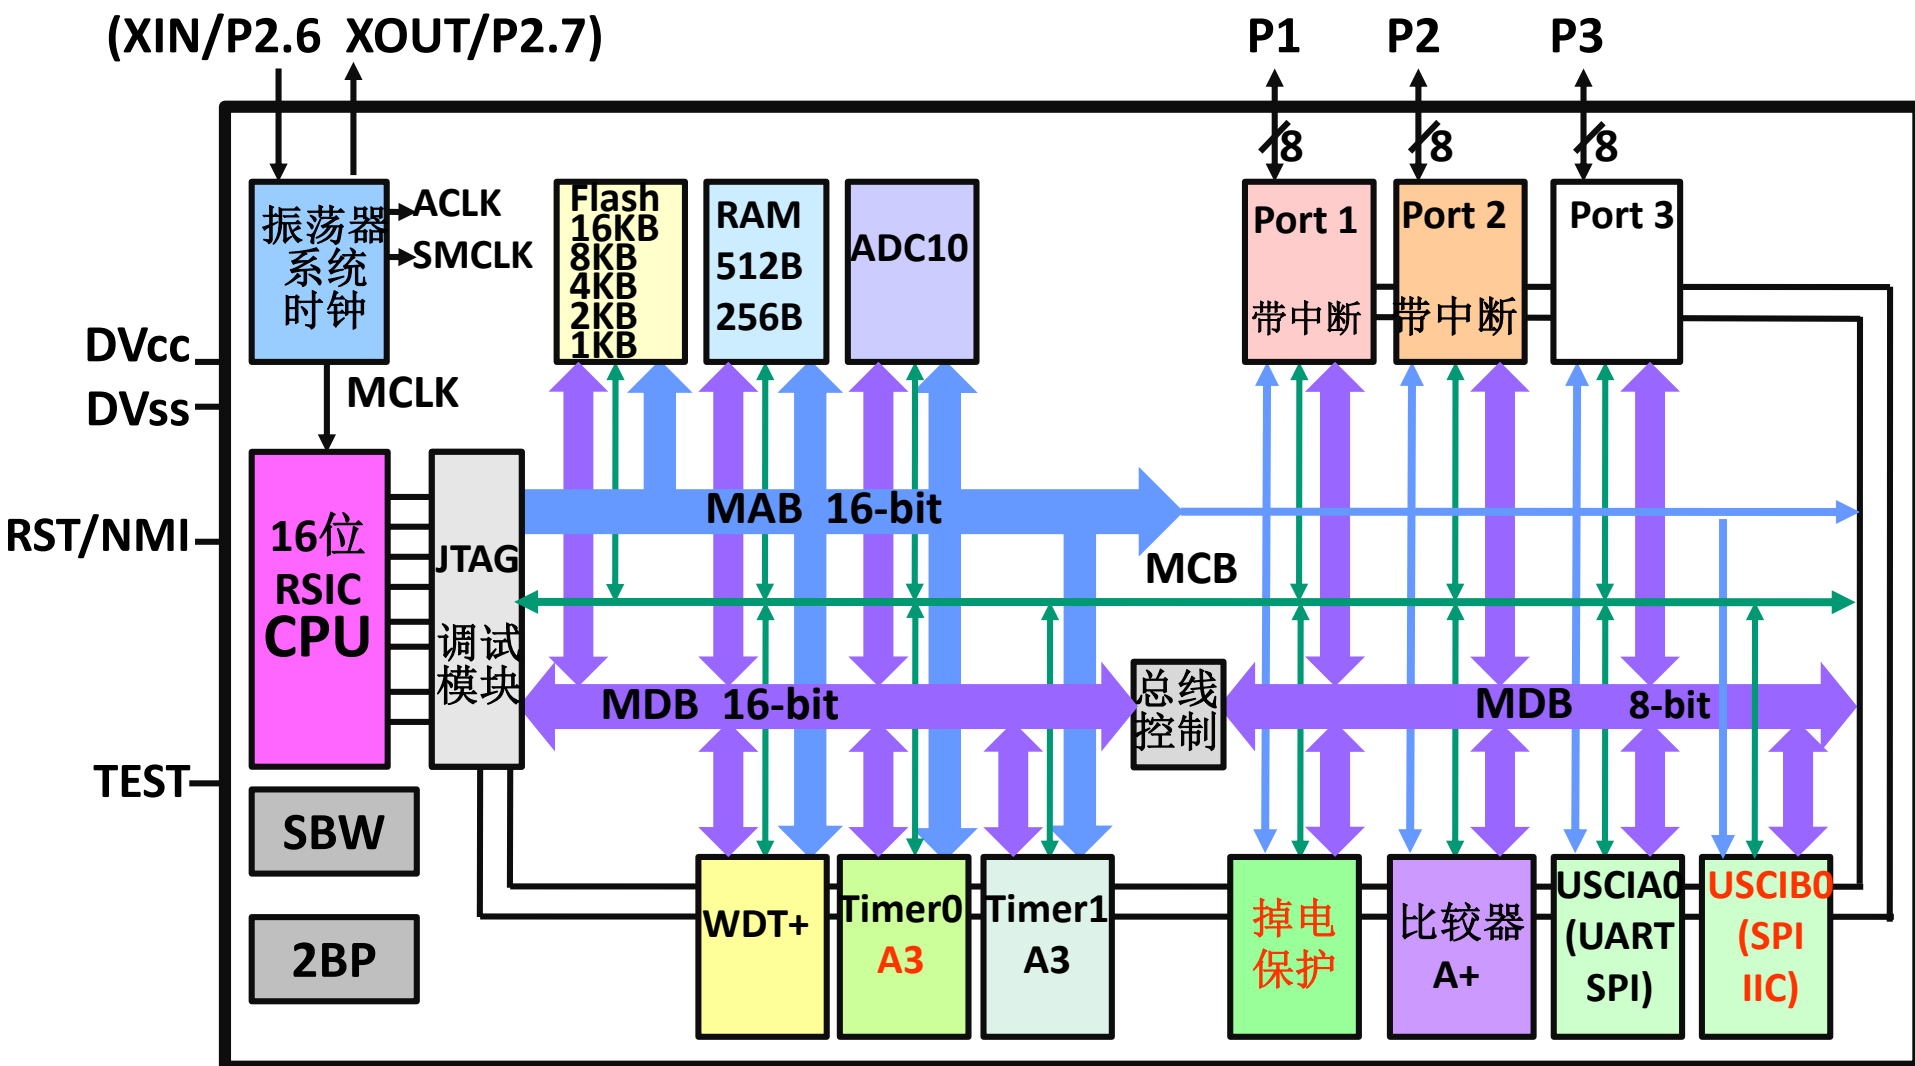 (XIN/P2.6 XOUT/P2.7)
P1
P2
P3
8
8
8
振荡器
系统
时钟
ACLK
SMCLK
Flash
16KB
8KB
4KB
2KB
1KB
RAM
512B
256B
ADC10
Port 1
带中断
Port 2
带中断
Port 3
DVcc
DVss
MCLK
RST/NMI
16位
RSIC
CPU
JTAG
调试
模块
MAB 16-bit
MCB
MDB 16-bit
总线
控制
MDB 8-bit
TEST
SBW
2BP
WDT+
Timer0
A3
Timer1
A3
掉电
保护
比较器
A+
USCIA0
(UART
SPI)
USCIB0
(SPI
IIC)